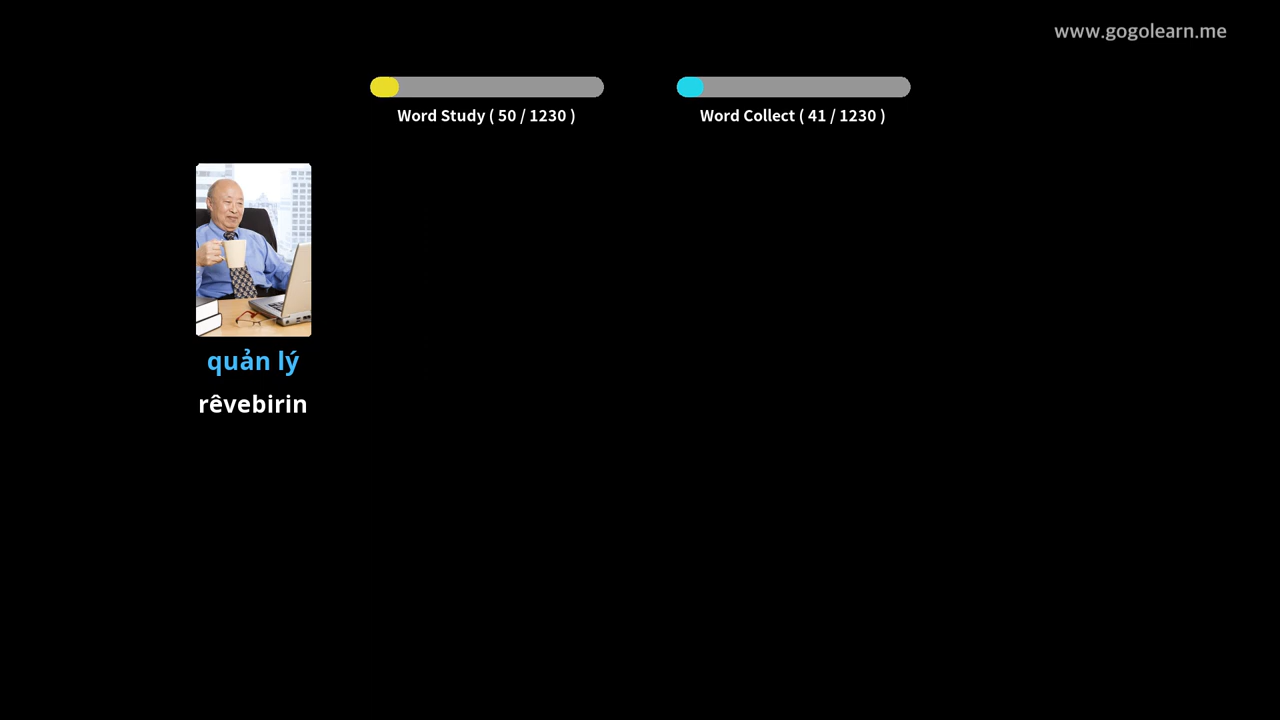 www.gogolearn.me
Word Study ( 50 / 1230 )
Word Collect ( 41 / 1230 )
quản lý
rêvebirin